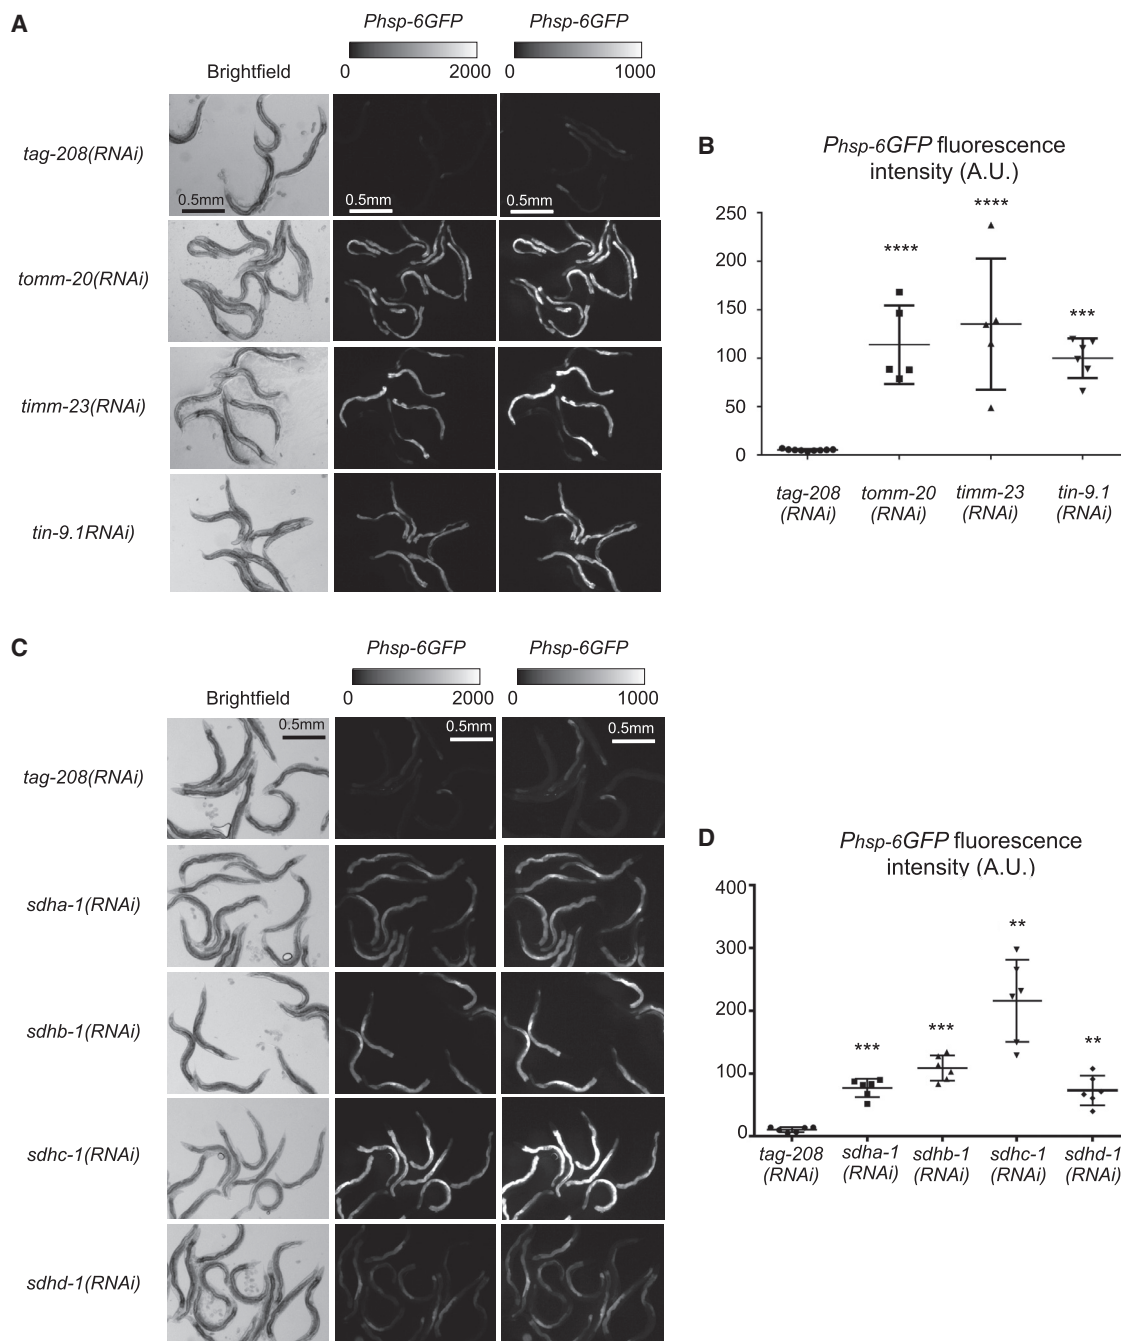 A
Phsp-6GFP Phsp-6GFP
Brightfield 0 2000 0 1000
tag-208(RNAi)
0.5mm 0.5mm 0.5mm
tomm-20(RNAi)
timm-23(RNAi)
tin-9.1RNAi)
B
Phsp-6GFP fluorescence
intensity (A.U.)
250
200
150
100
50
0
**** **** ***
tag-208 tomm-20 timm-23 tin-9.1
(RNAi) (RNAi) (RNAi) (RNAi)
C
Phsp-6GFP Phsp-6GFP
Brightfield 0 2000 0 1000
0.5mm 0.5mm 0.5mm
tag-208(RNAi)
sdha-1(RNAi)
sdhb-1(RNAi)
sdhc-1(RNAi)
sdhd-1(RNAi)
D
Phsp-6GFP fluorescence
intensity (A.U.)
400
300
200
100
0
*** *** ** **
tag-208 sdha-1 sdhb-1 sdhc-1 sdhd-1
(RNAi) (RNAi) (RNAi) (RNAi) (RNAi)